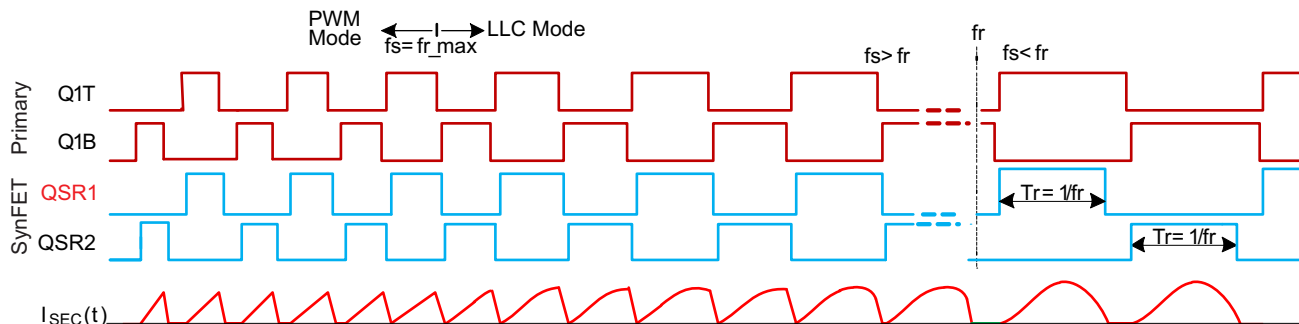 PWM Mode
LLC Mode
fs= fr_max
fs> fr
fr
fs< fr
Primary
Q1T
Q1B
SynFET
QSR1
QSR2
Tr= 1/fr
Tr= 1/fr
ISEC(t)